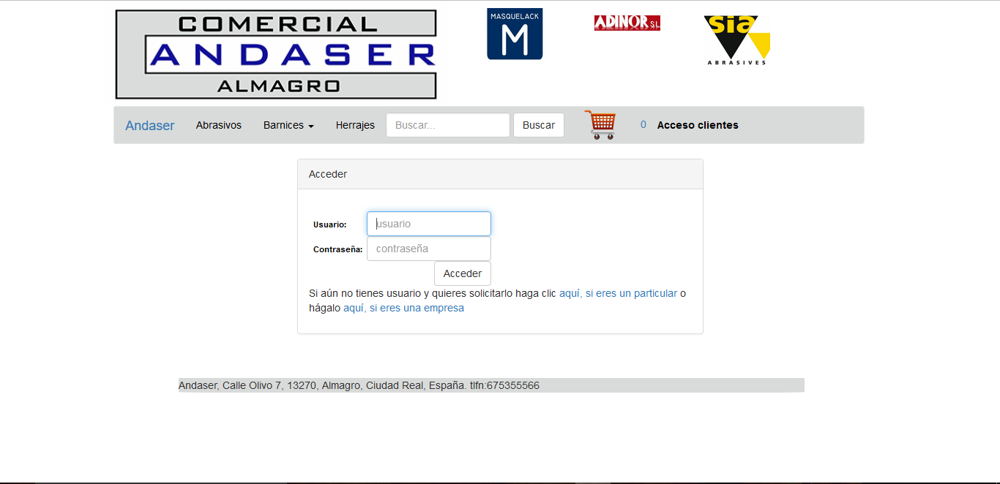 COMERCIAL
ANDASER
ALMAGRO
MASQUELACK
M
ADINOR S.L.
sia
ABRASIVES
Andaser Abrasivos Barnices Herrajes Buscar... Buscar 0 Acceso clientes
Acceder
Usuario: usuario
Contraseña: contraseña
Acceder
Si aún no tienes usuario y quieres solicitarlo haga clic aquí, si eres un particular o
hágalo aquí, si eres una empresa
Andaser, Calle Olivo 7, 13270, Almagro, Ciudad Real, España. tlfn:675355566